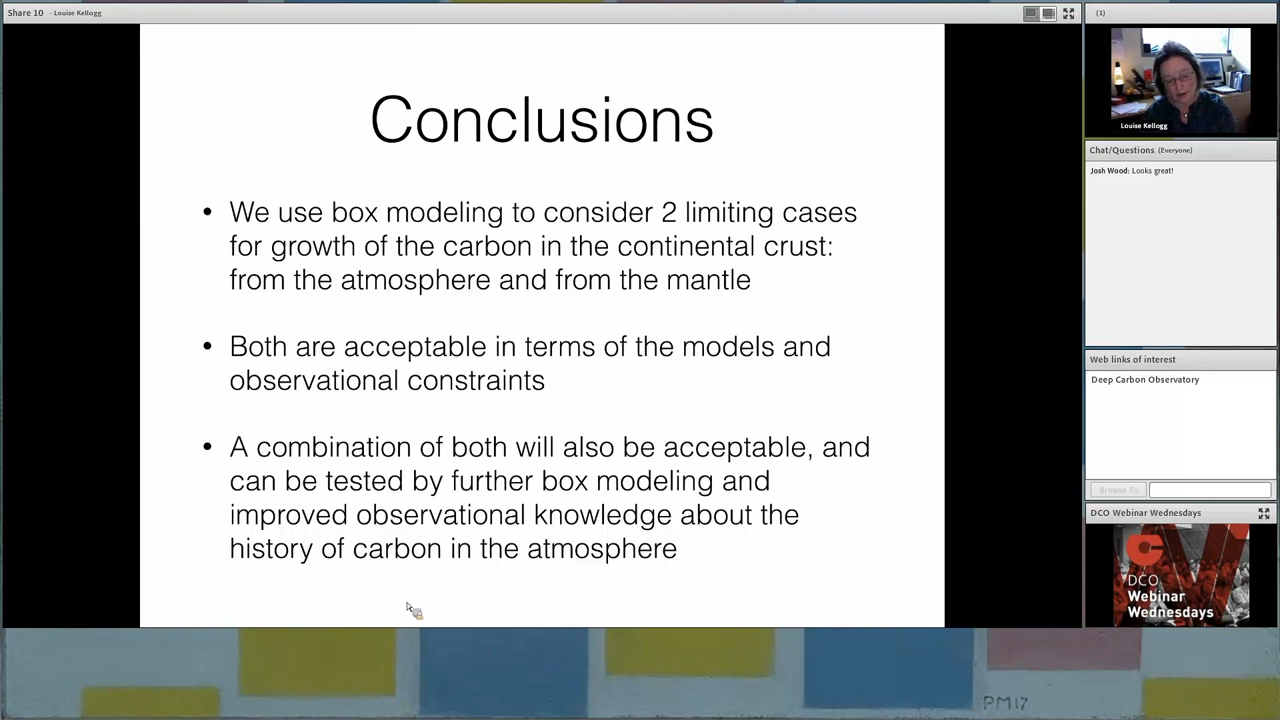 Share 10 - Louise Kellogg
Conclusions
• We use box modeling to consider 2 limiting cases
for growth of the carbon in the continental crust:
from the atmosphere and from the mantle
• Both are acceptable in terms of the models and
observational constraints
• A combination of both will also be acceptable, and
can be tested by further box modeling and
improved observational knowledge about the
history of carbon in the atmosphere
(1)
Louise Kellogg
Chat/Questions (Everyone)
Josh Wood: Looks great!
Web links of interest
Deep Carbon Observatory
Browse To
DCO Webinar Wednesdays
DCO
Webinar
Wednesdays
PM17